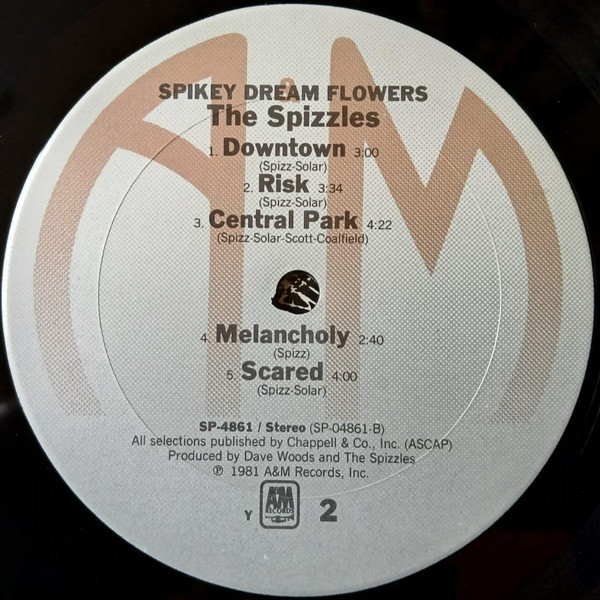 A&M
SPIKEY DREAM FLOWERS
The Spizzles
1. Downtown 3:00
(Spizz-Solar)
2. Risk 3:34
(Spizz-Solar)
3. Central Park 4:22
(Spizz-Solar-Scott-Coalfield)
4. Melancholy 2:40
(Spizz)
5. Scared 4:00
(Spizz-Solar)
SP-4861 / Stereo (SP-04861-B)
All selections published by Chappell & Co., Inc. (ASCAP)
Produced by Dave Woods and The Spizzles
℗ 1981 A&M Records, Inc.
A&M
RECORDS
Y 2